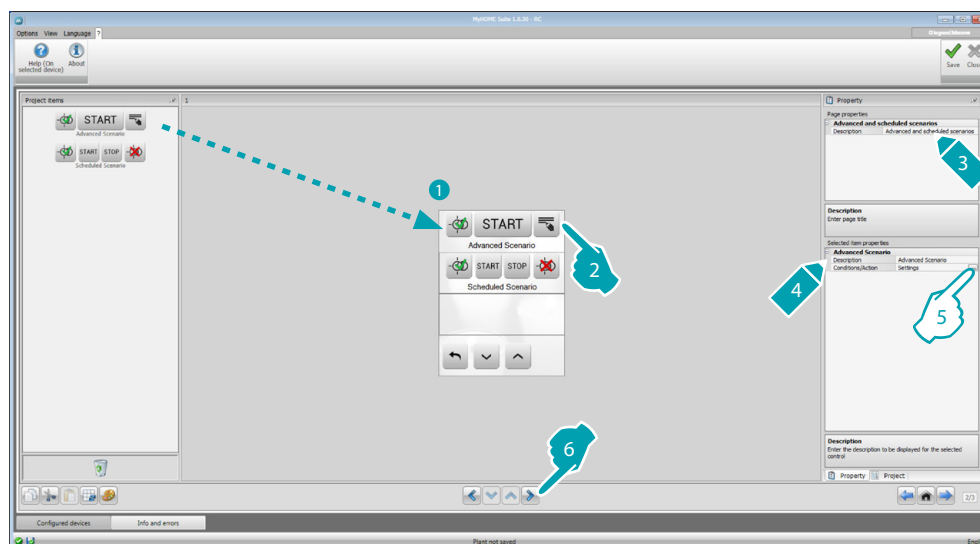 MyHOME Suite 1.0.30 - RC
Options View Language ?
Help (On selected device)
About
Save
Close
Project items
1
Property
START
Advanced Scenario
START STOP
Scheduled Scenario
1
START
Advanced Scenario
START STOP
Scheduled Scenario
2
Page properties
Advanced and scheduled scenarios
Description Advanced and scheduled scenarios
3
Description
Enter page title
Selected item properties
Advanced Scenario
Description Advanced Scenario
Conditions/Action Settings
4
5
6
Description
Enter the description to be displayed for the selected
control
Property Project
2/3
Configured devices Info and errors
Plant not saved